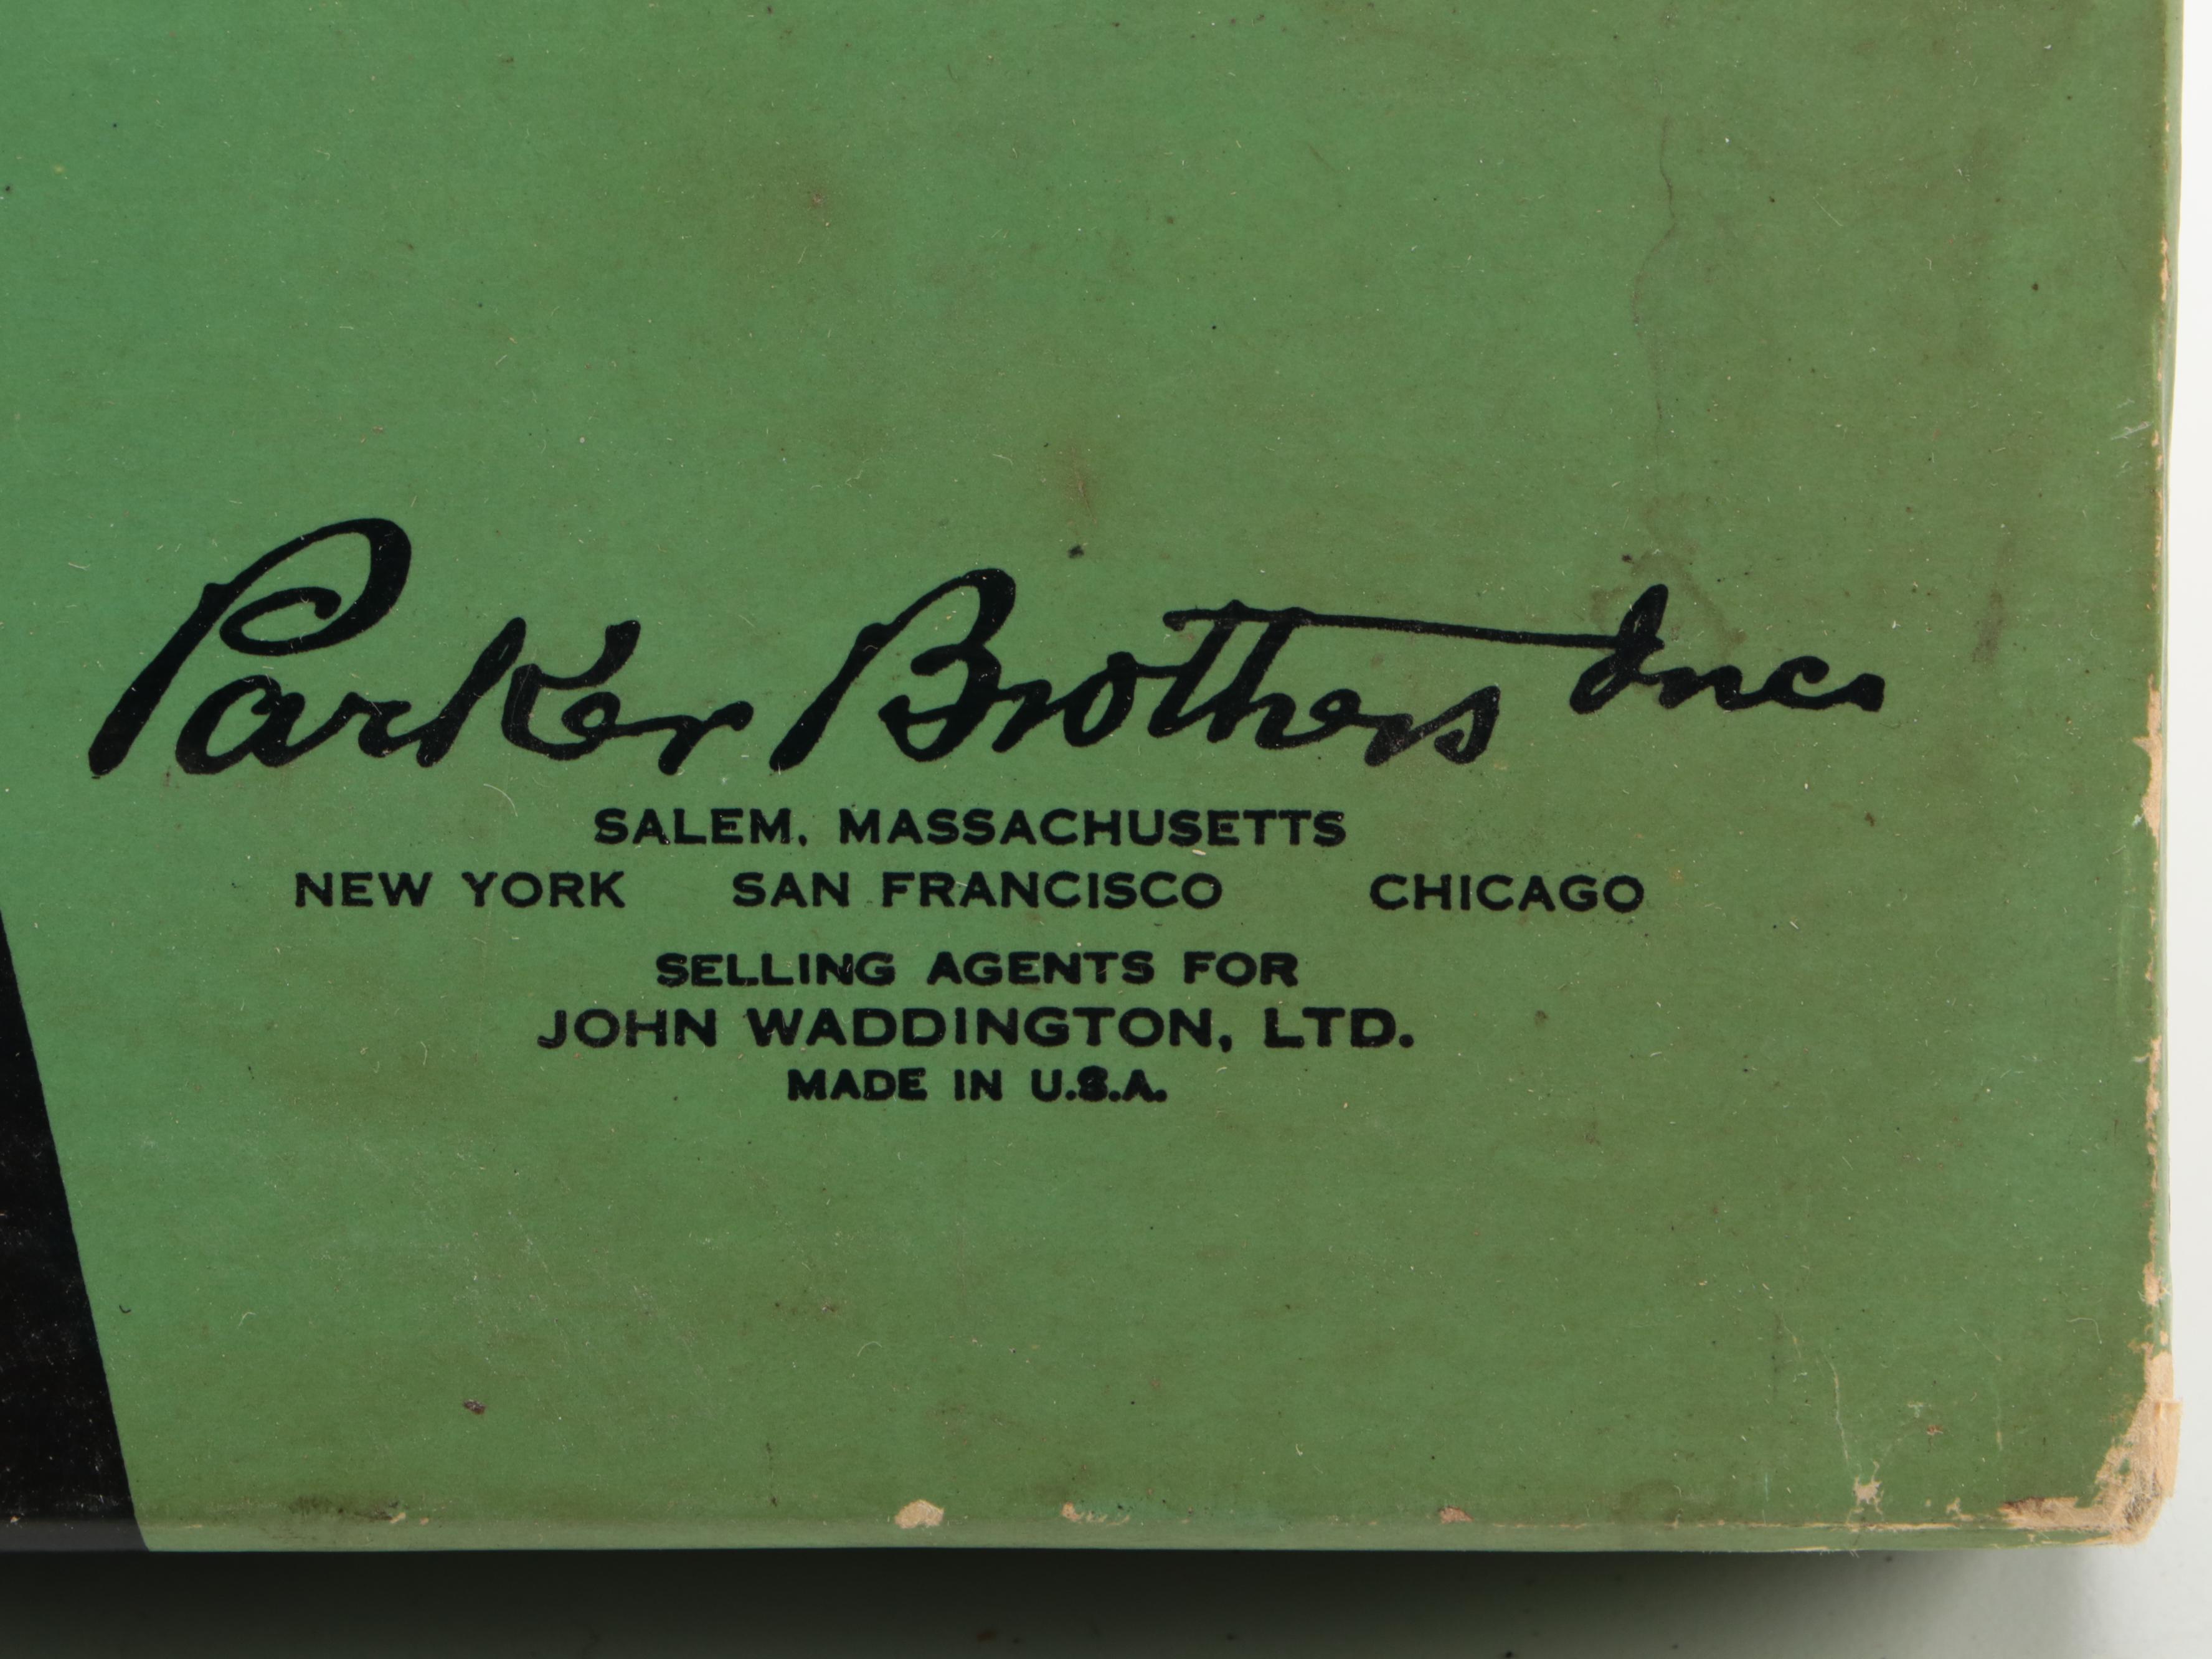 Parker Brothers Inc.
SALEM, MASSACHUSETTS
NEW YORK SAN FRANCISCO CHICAGO
SELLING AGENTS FOR
JOHN WADDINGTON, LTD.
MADE IN U.S.A.